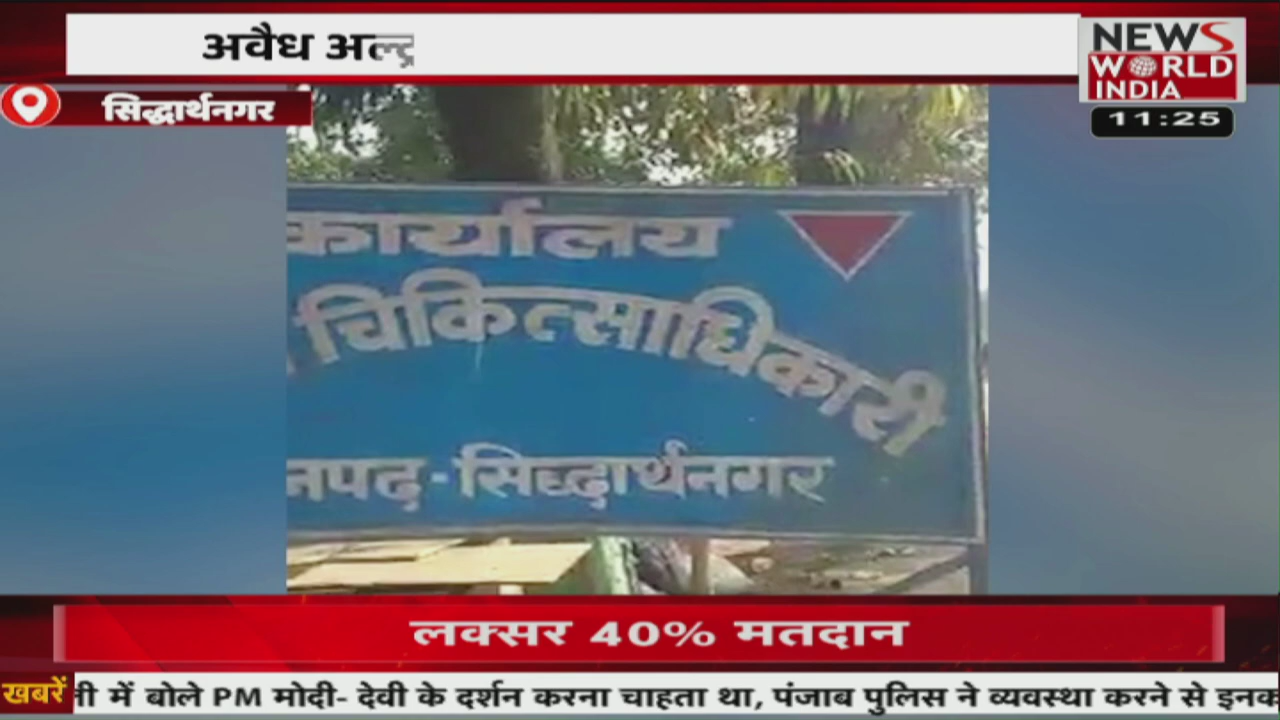 अवैध अल्ट्र
NEWS
WORLD
INDIA
11:25
सिद्धार्थनगर
कार्यालय
चिकित्साधिकारी
नपद-सिद्धार्थनगर
लक्सर 40% मतदान
खबरें
में बोले PM मोदी- देवी के दर्शन करना चाहता था, पंजाब पुलिस ने व्यवस्था करने से इनक